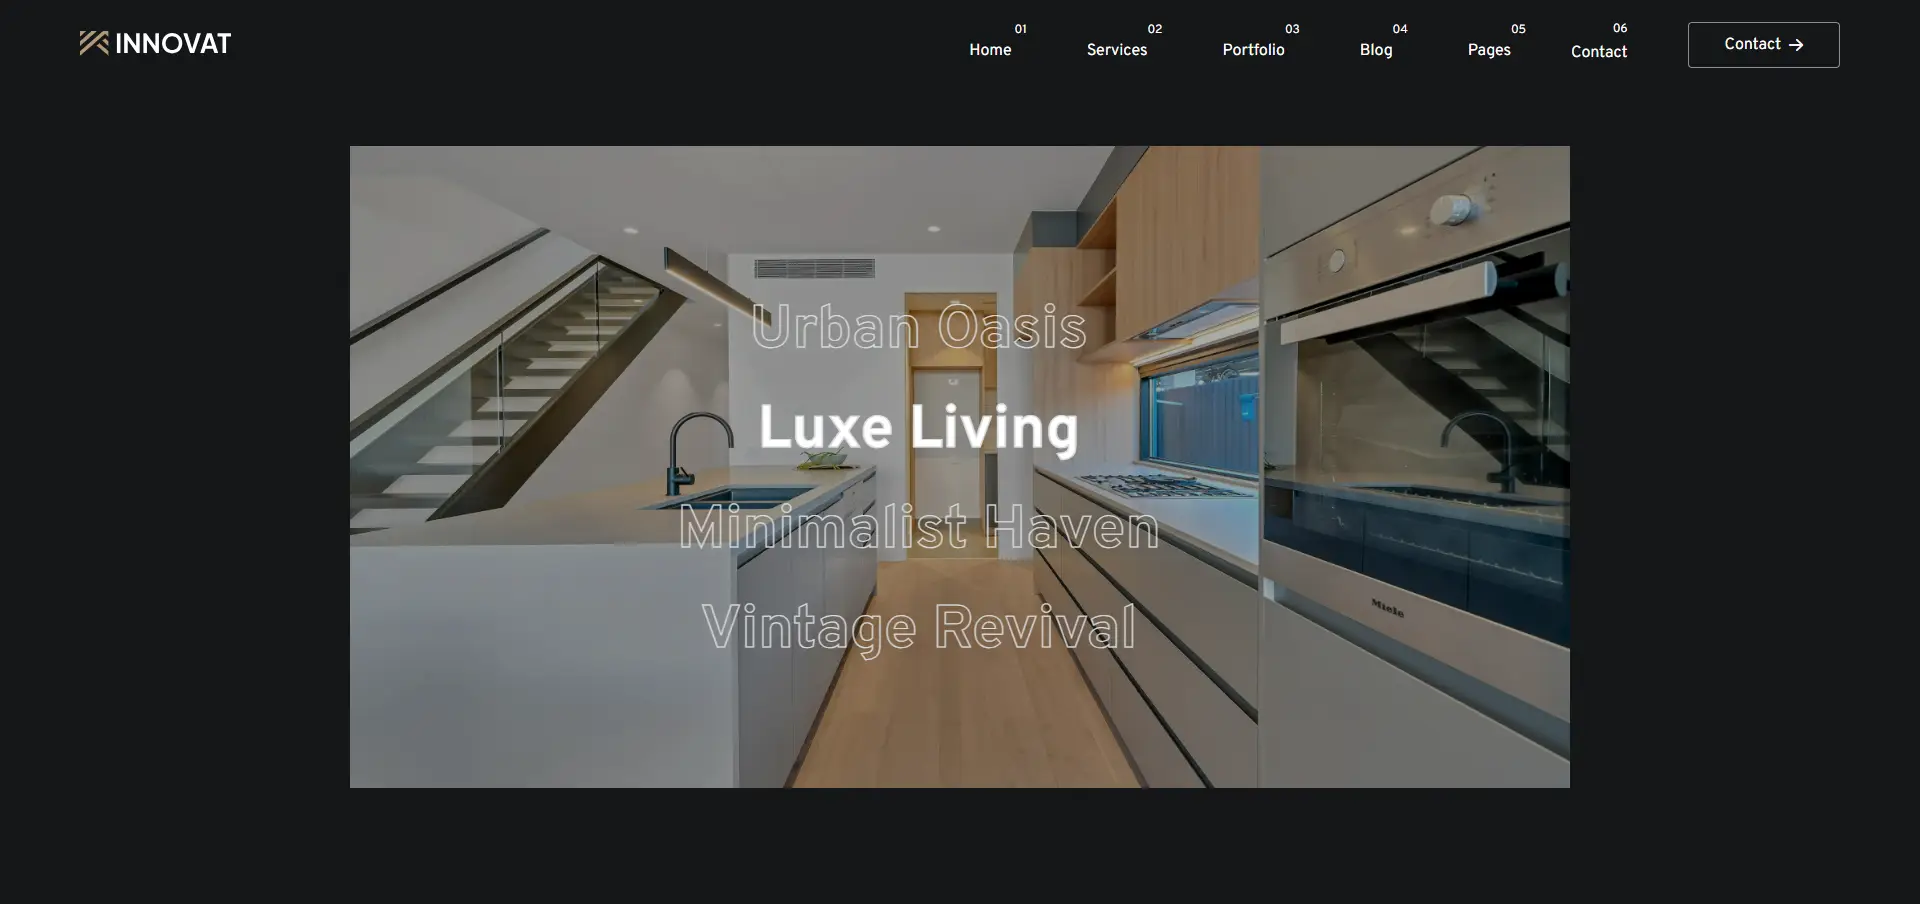 INNOVAT
01 02 03 04 05 06
Home Services Portfolio Blog Pages Contact Contact
Urban Oasis
Luxe Living
Minimalist Haven
Vintage Revival
Miele